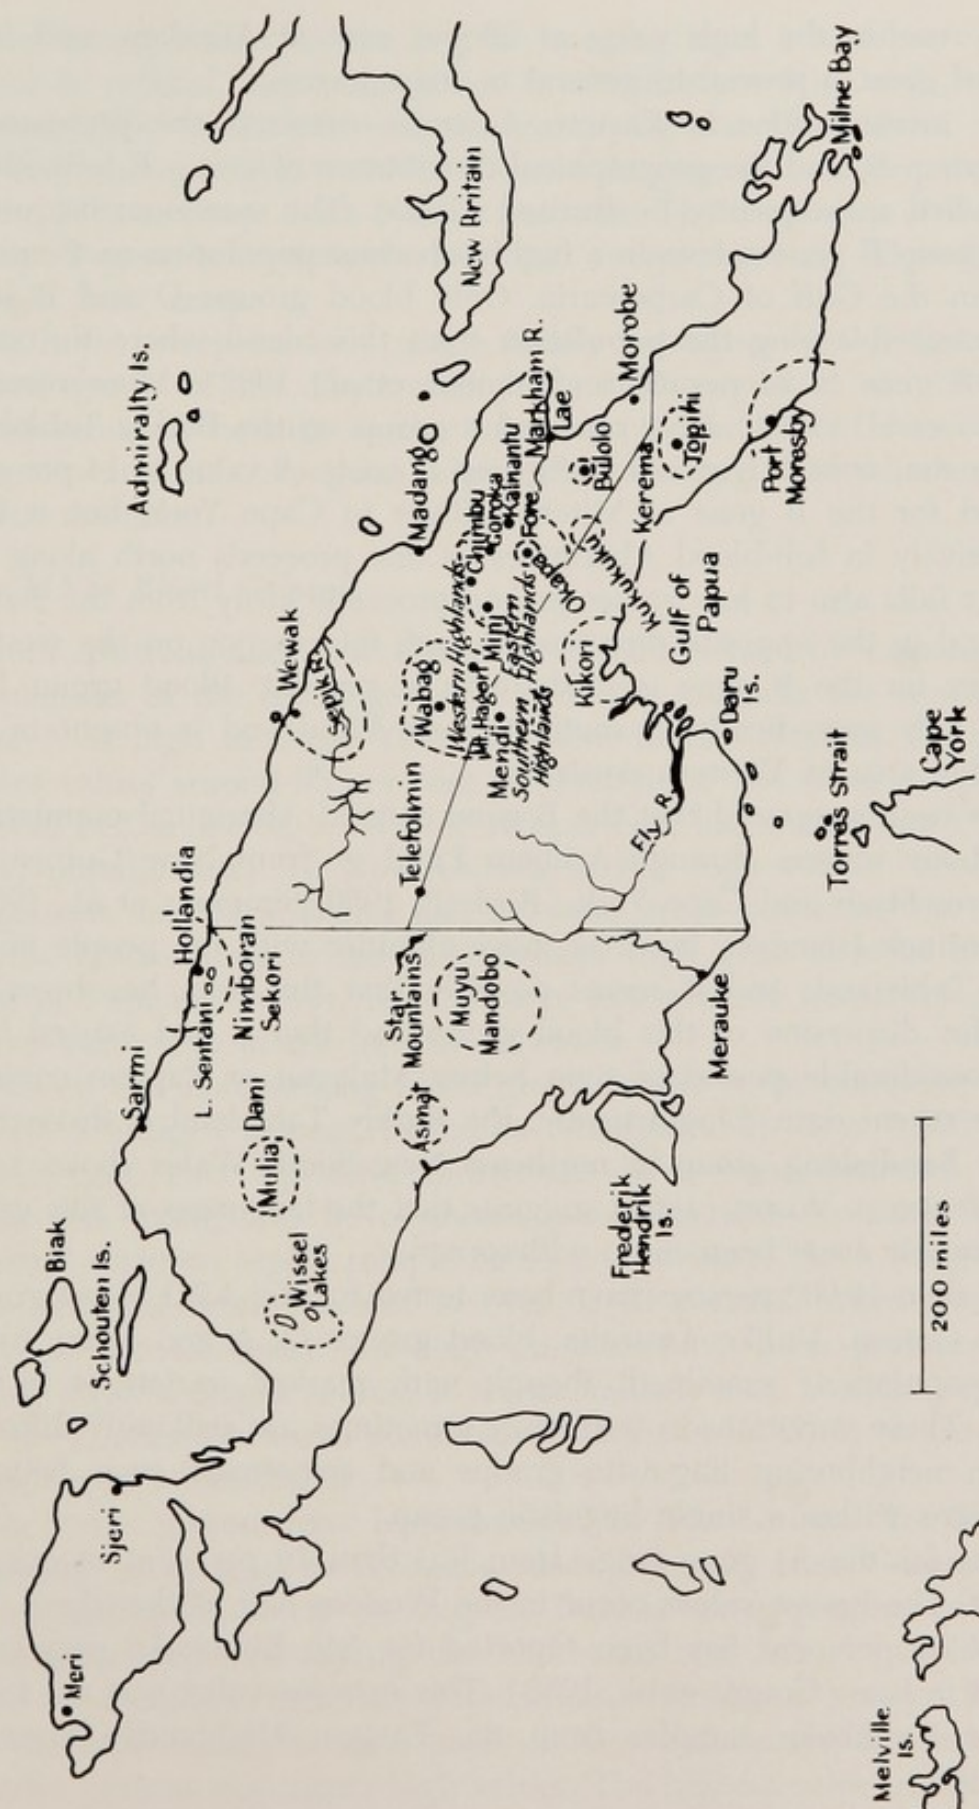 Admiralty Is.
New Britain
Milne Bay
Biak
Schouten Is.
Meri
Sjeri
Sarmi
Hollandia
L. Sentani
Nimboran
Sekori
Wewak
Sepik R.
Madang
Markham R.
Lae
Morobe
Dani
Mulia
Wissel
Lakes
Star
Mountains
Telefolmin
Wabag
Western Highlands
Mt. Hagen
Minj
Chimbu
Goroka
Kainantu
Fore
Okapa
Eastern
Highlands
Mendi
Southern
Highlands
Bulolo
Kukukuku
Kerema
Topihi
Port
Moresby
Asmat
Muyu
Mandobo
Kikori
Gulf of
Papua
Fly R.
Daru
Is.
Merauke
Frederik
Hendrik
Is.
Torres Strait
Cape
York
Melville
Is.
200 miles